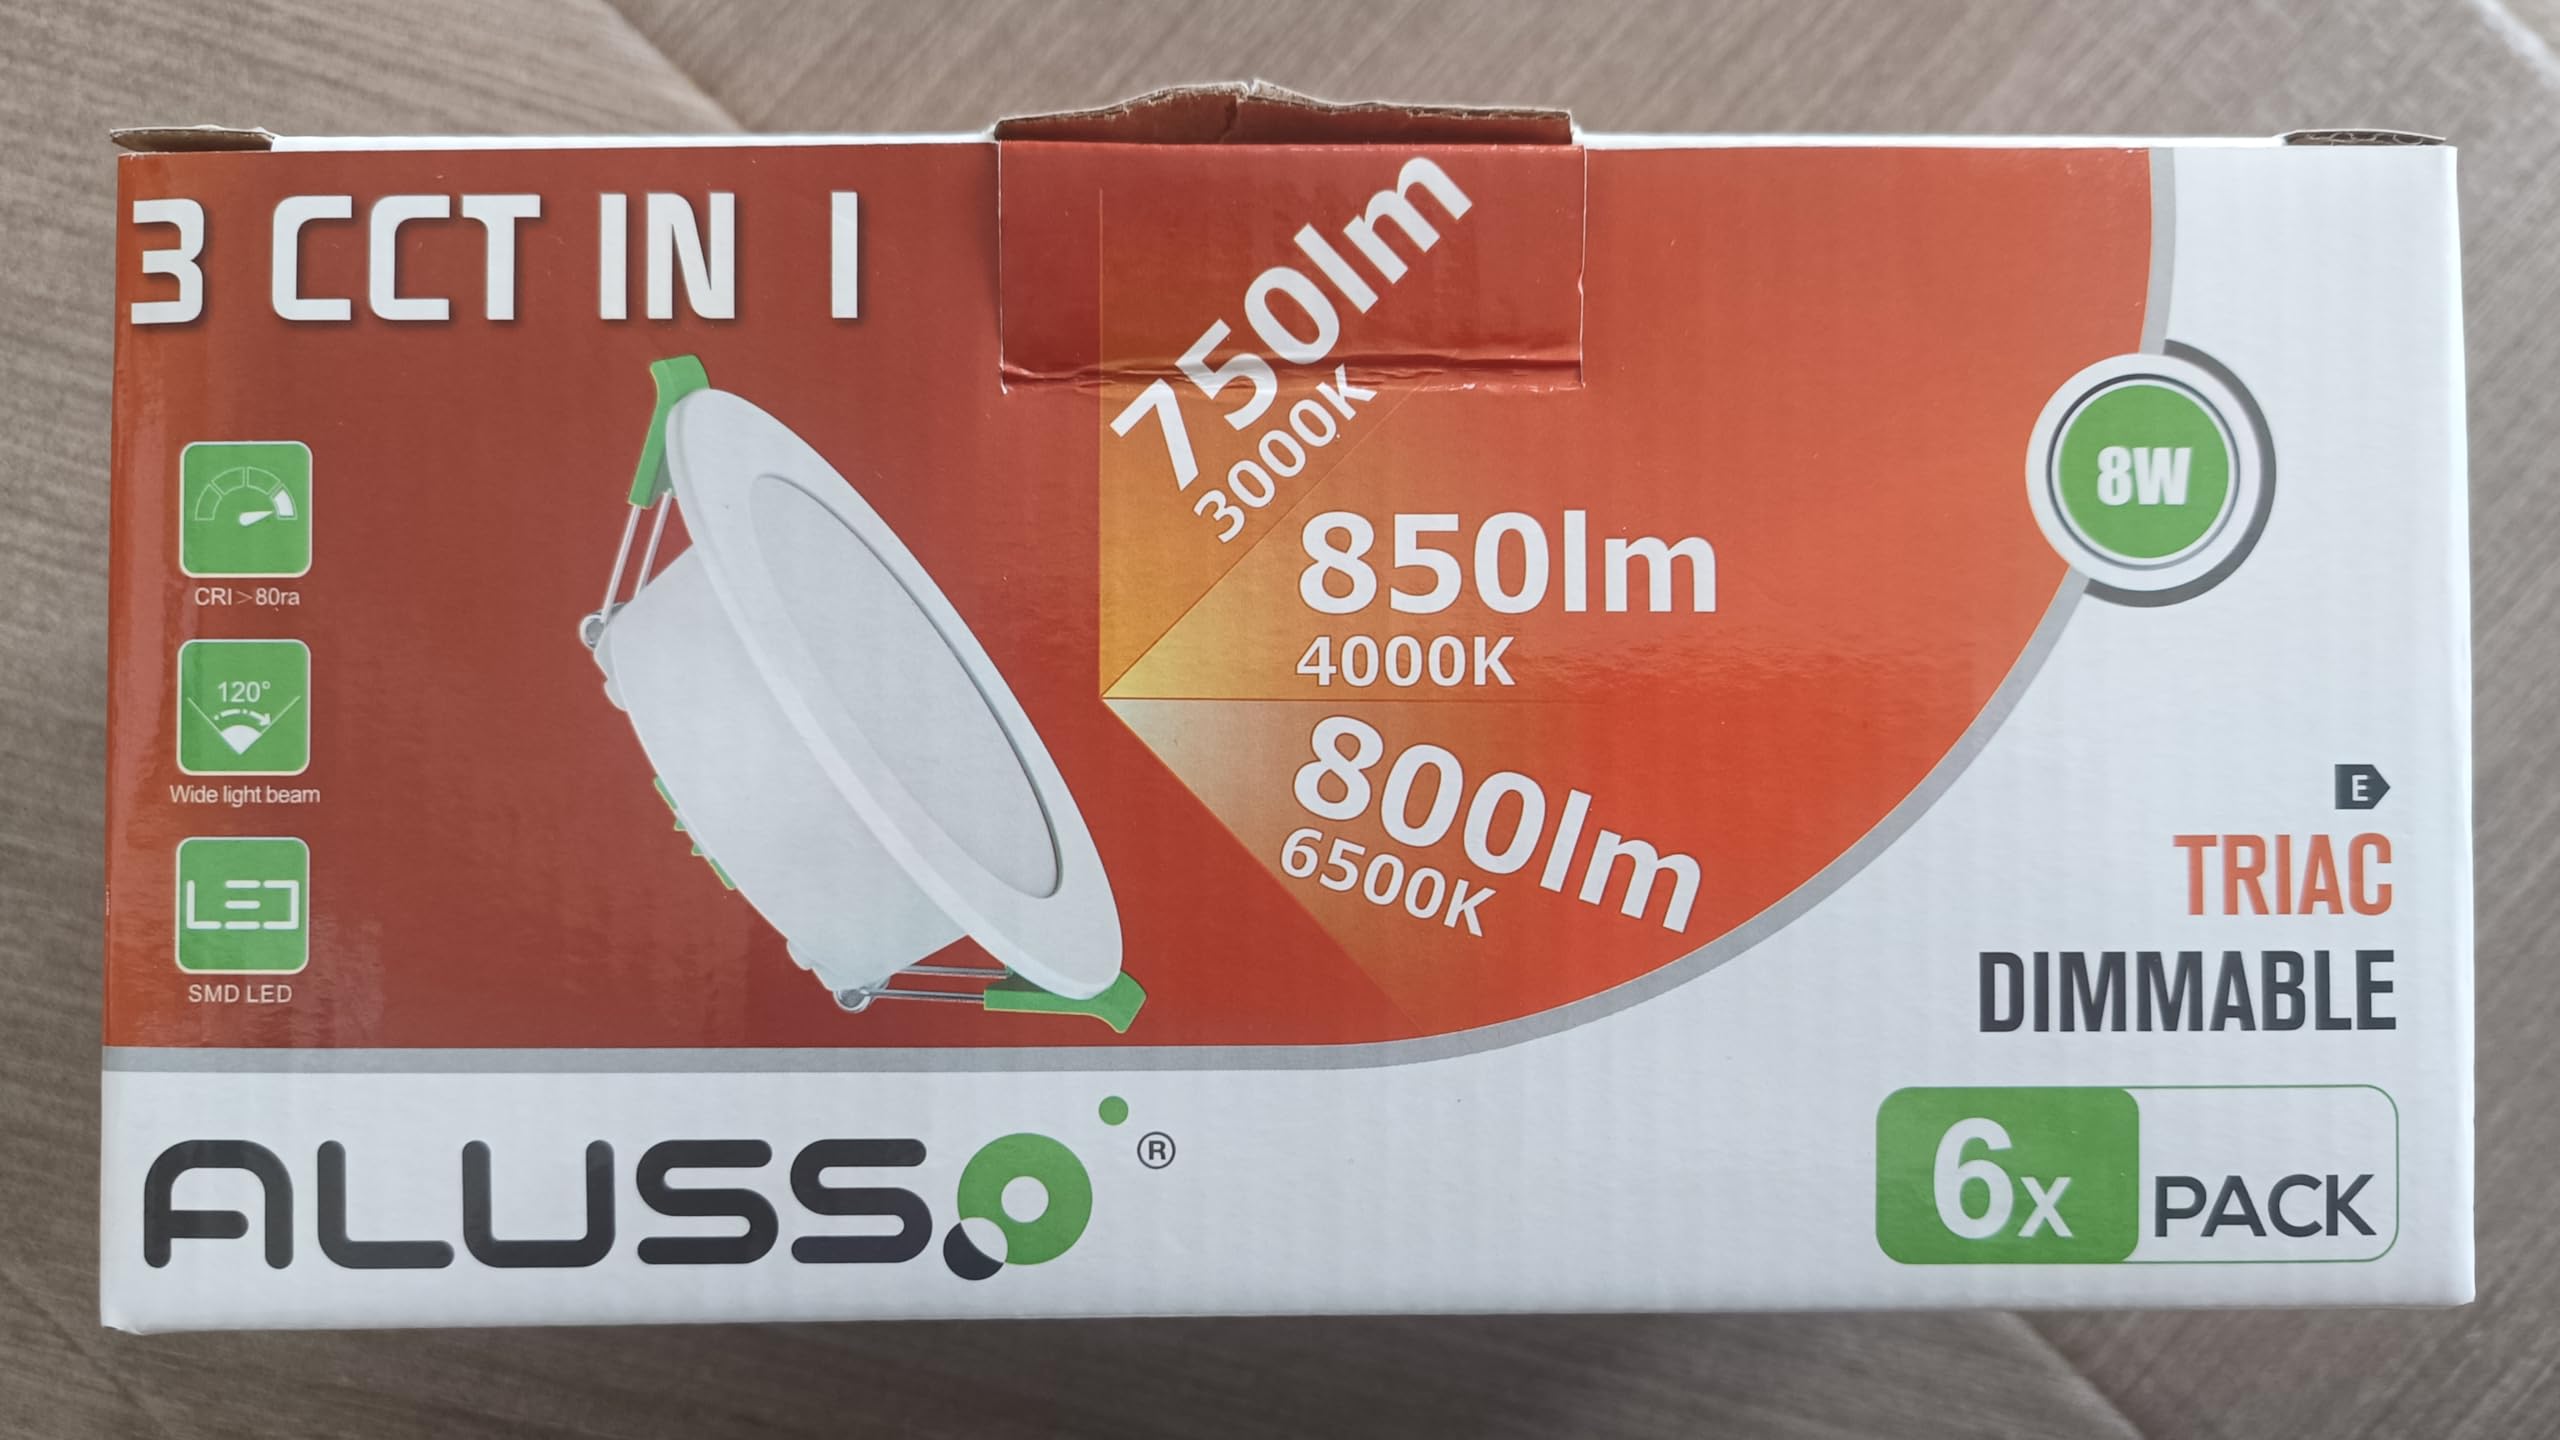 3 CCT IN 1
750lm
3000K
850lm
4000K
800lm
6500K
8W
CRI>80ra
120°
Wide light beam
LED
SMD LED
E
TRIAC
DIMMABLE
ALUSSO®
6x PACK